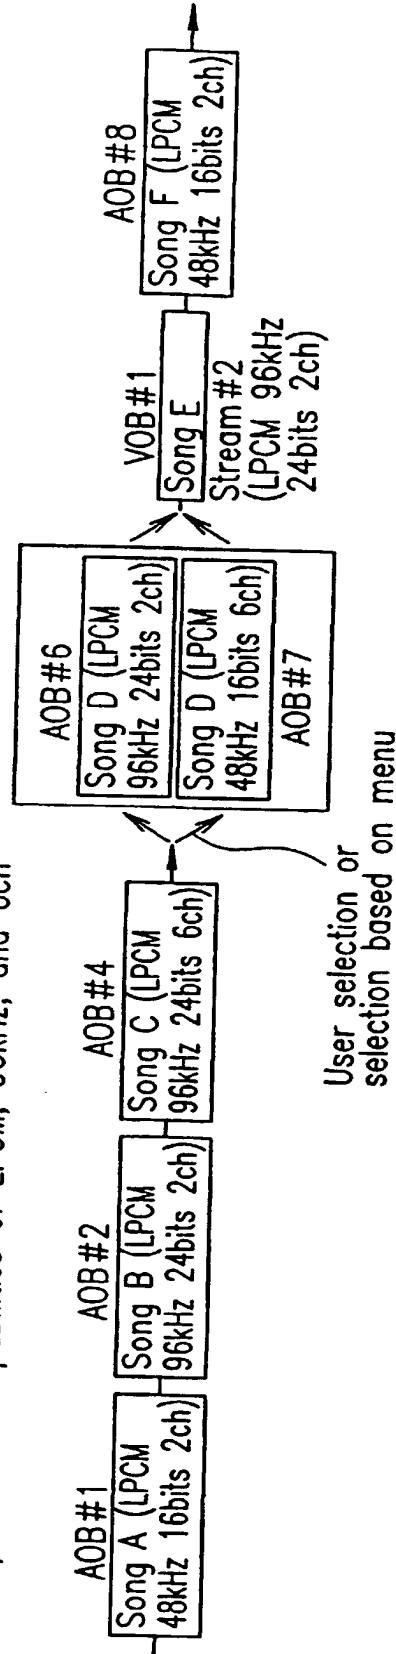 AOB#1
Song A (LPCM
48kHz 16bits 2ch)
AOB#2
Song B (LPCM
96kHz 24bits 2ch)
AOB#4
Song C (LPCM
96kHz 24bits 6ch)
AOB#6
Song D (LPCM
96kHz 24bits 2ch)
Song D (LPCM
48kHz 16bits 6ch)
AOB#7
User selection or
selection based on menu
VOB#1
Song E
Stream#2
(LPCM 96kHz
24bits 2ch)
AOB#8
Song F (LPCM
48kHz 16bits 2ch)